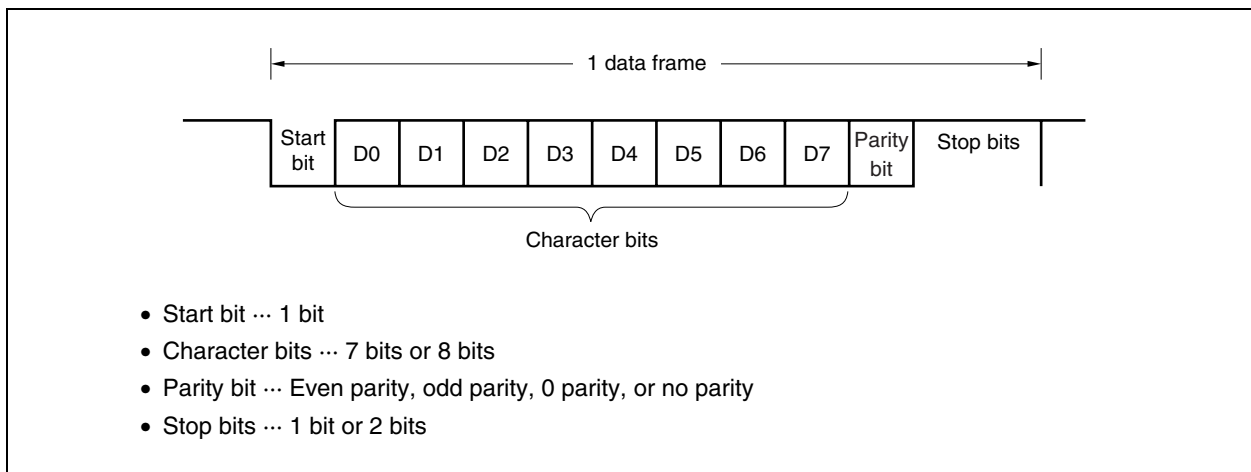 1 data frame
Start bit D0 D1 D2 D3 D4 D5 D6 D7 Parity bit Stop bits
Character bits
• Start bit ··· 1 bit
• Character bits ··· 7 bits or 8 bits
• Parity bit ··· Even parity, odd parity, 0 parity, or no parity
• Stop bits ··· 1 bit or 2 bits